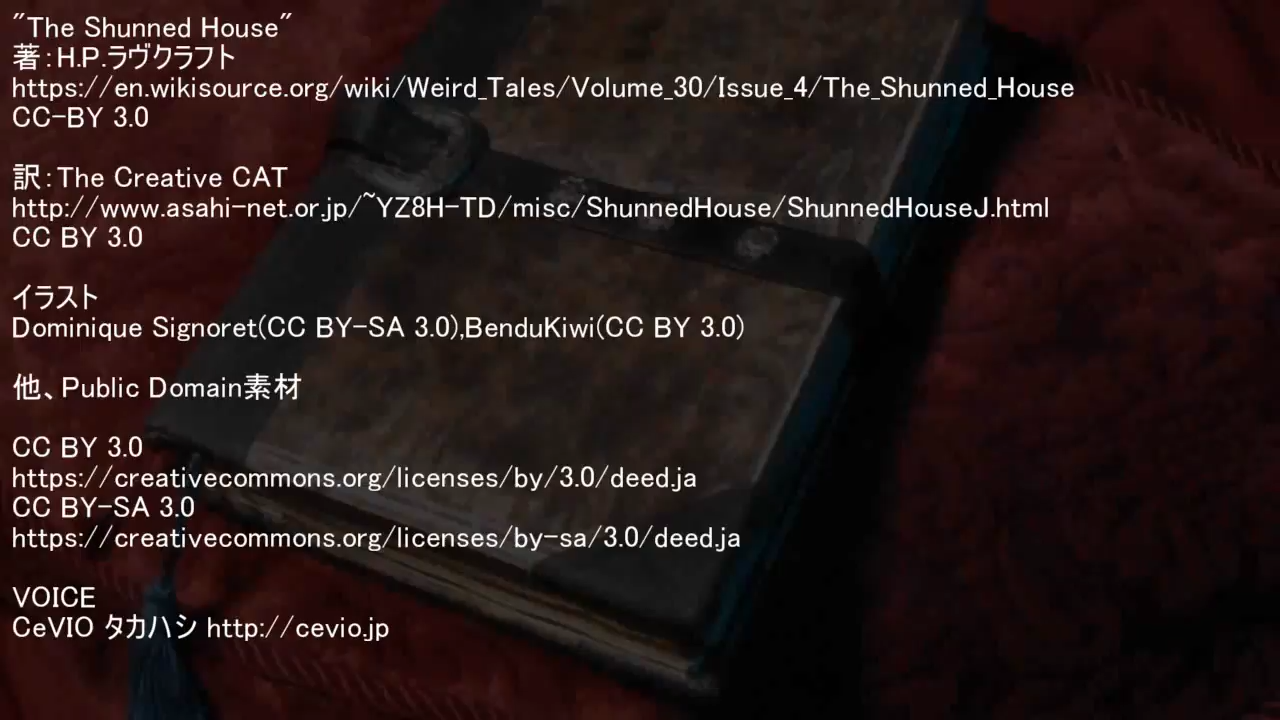 "The Shunned House"
著：H.P.ラヴクラフト
https://en.wikisource.org/wiki/Weird_Tales/Volume_30/Issue_4/The_Shunned_House
CC-BY 3.0
訳：The Creative CAT
http://www.asahi-net.or.jp/~YZ8H-TD/misc/ShunnedHouse/ShunnedHouseJ.html
CC BY 3.0
イラスト
Dominique Signoret(CC BY-SA 3.0),BenduKiwi(CC BY 3.0)
他、Public Domain素材
CC BY 3.0
https://creativecommons.org/licenses/by/3.0/deed.ja
CC BY-SA 3.0
https://creativecommons.org/licenses/by-sa/3.0/deed.ja
VOICE
CeVIO タカハシ http://cevio.jp